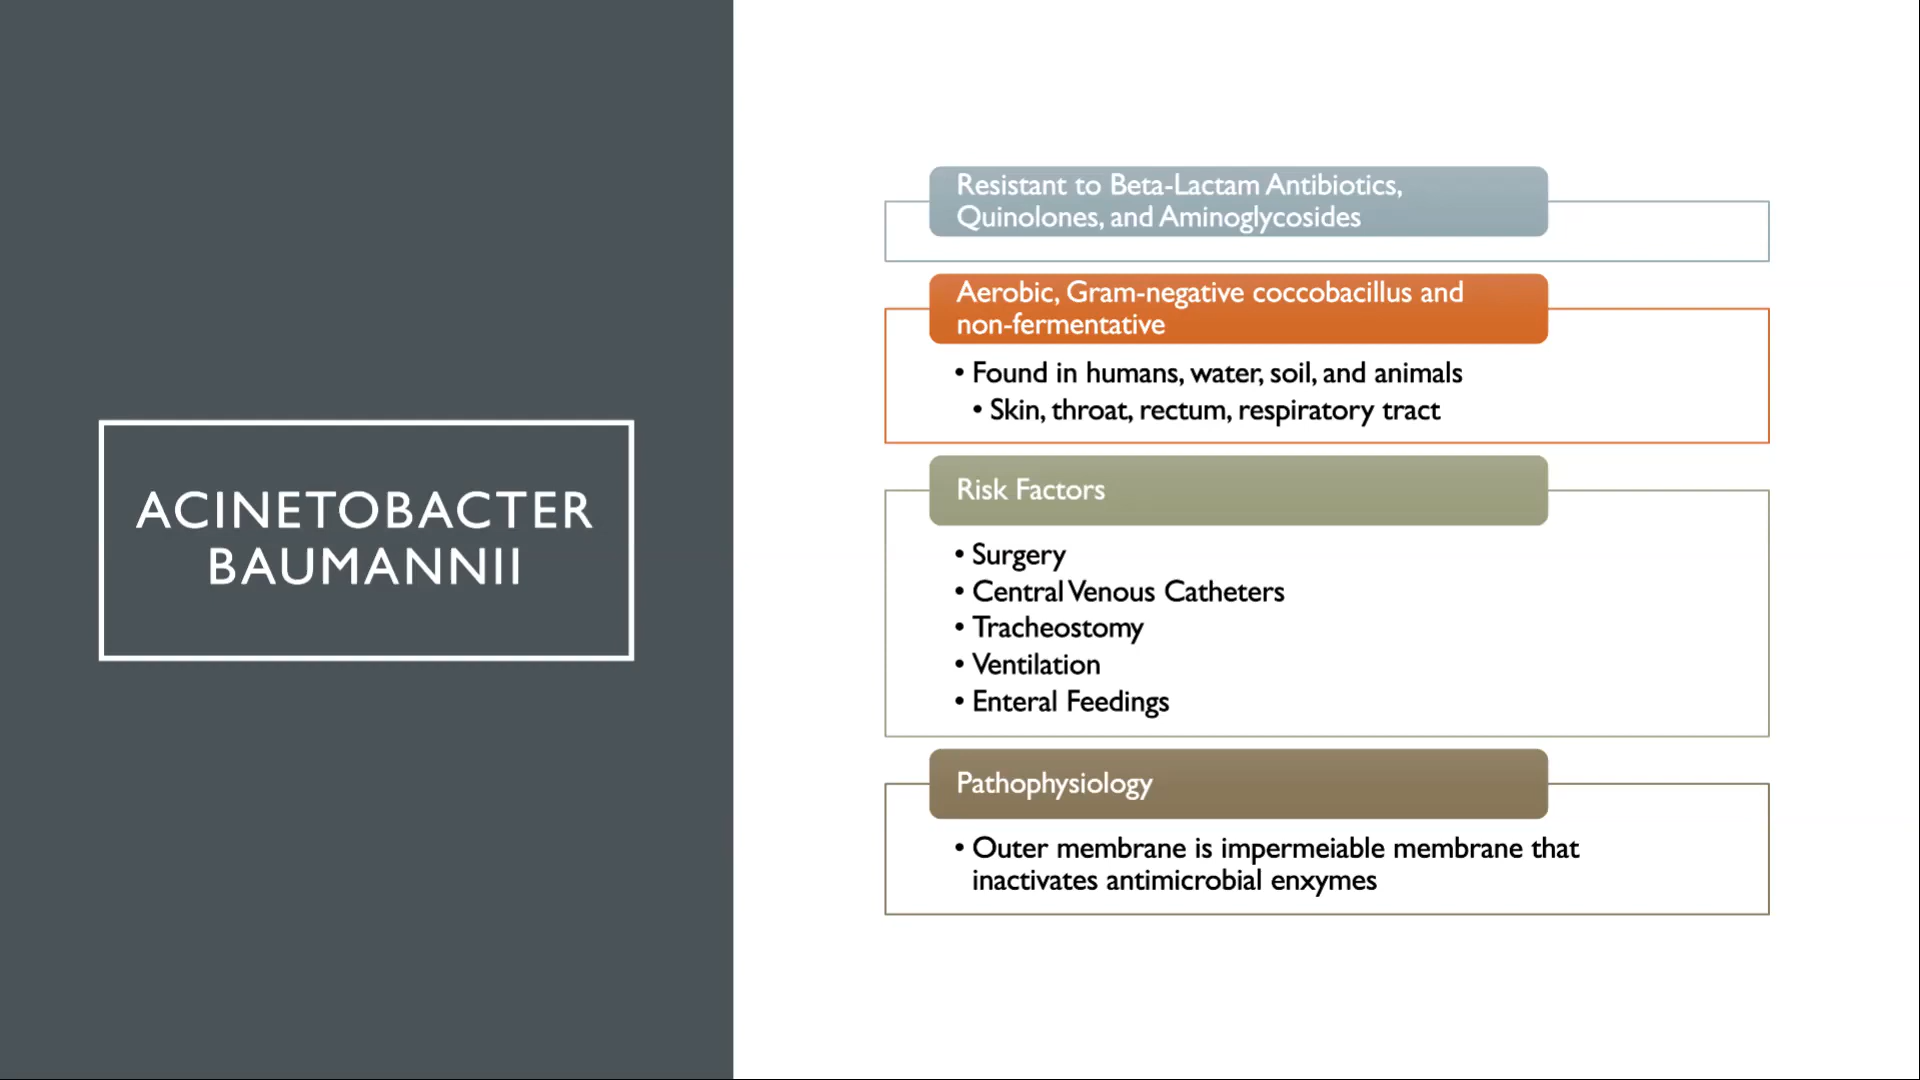 ACINETOBACTER
BAUMANNII
Resistant to Beta-Lactam Antibiotics,
Quinolones, and Aminoglycosides
Aerobic, Gram-negative coccobacillus and
non-fermentative
• Found in humans, water, soil, and animals
• Skin, throat, rectum, respiratory tract
Risk Factors
• Surgery
• Central Venous Catheters
• Tracheostomy
• Ventilation
• Enteral Feedings
Pathophysiology
• Outer membrane is impermeiable membrane that
inactivates antimicrobial enxymes